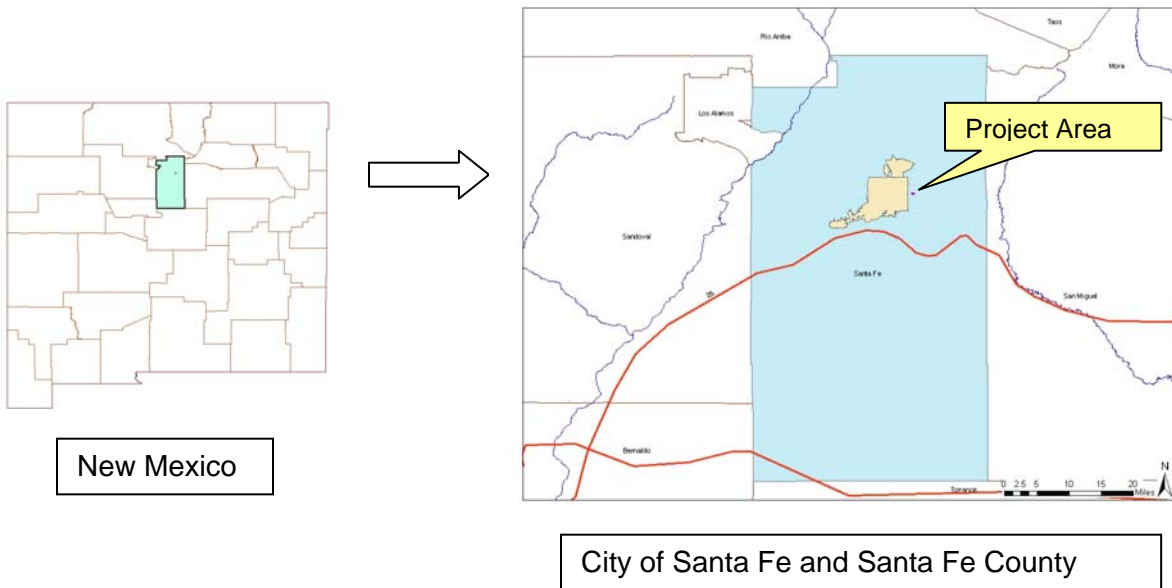 Rio Arriba
Taos
Mora
Los Alamos
Project Area
Sandoval
Santa Fe
San Miguel
25
Bernalillo
Torrance
N
0 2.5 5 10 15 20
Miles
New Mexico
City of Santa Fe and Santa Fe County